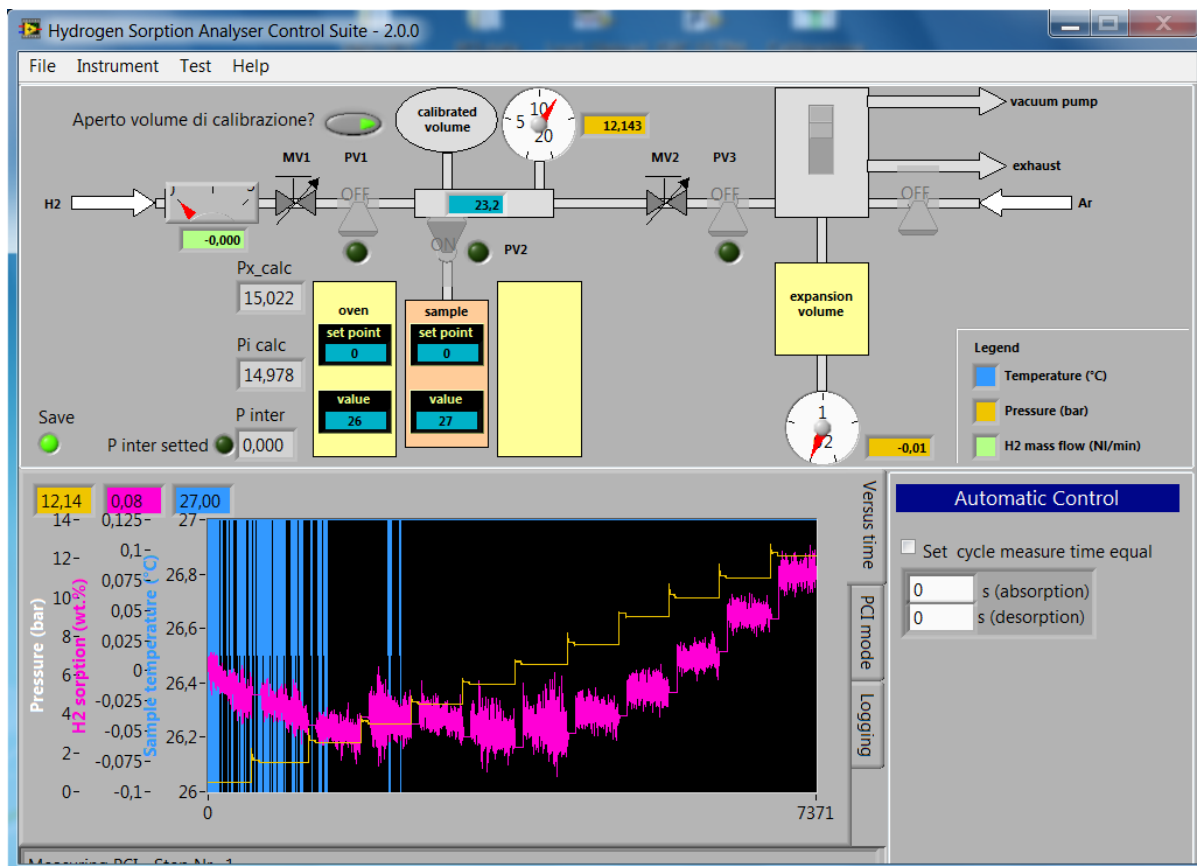 Hydrogen Sorption Analyser Control Suite - 2.0.0
File Instrument Test Help
Aperto volume di calibrazione?
calibrated volume
10
5
20
12,143
vacuum pump
exhaust
MV1
PV1
MV2
PV3
H2
OFF
23,2
OFF
OFF
Ar
-0,000
ON
PV2
Px_calc
15,022
Pi calc
14,978
P inter
P inter setted
0,000
Save
oven
set point
0
value
26
sample
set point
0
value
27
expansion volume
1
-0,01
Legend
Temperature (°C)
Pressure (bar)
H2 mass flow (Nl/min)
12,14
0,08
27,00
Pressure (bar)
14
12
10
8
6
4
2
0
H2 sorption (wt.%)
0,125
0,1
0,075
0,05
0,025
0
-0,025
-0,05
-0,075
-0,1
Sample temperature (°C)
27
26,8
26,6
26,4
26,2
26
0
7371
Versus time
PCI mode
Logging
Automatic Control
Set cycle measure time equal
0 s (absorption)
0 s (desorption)